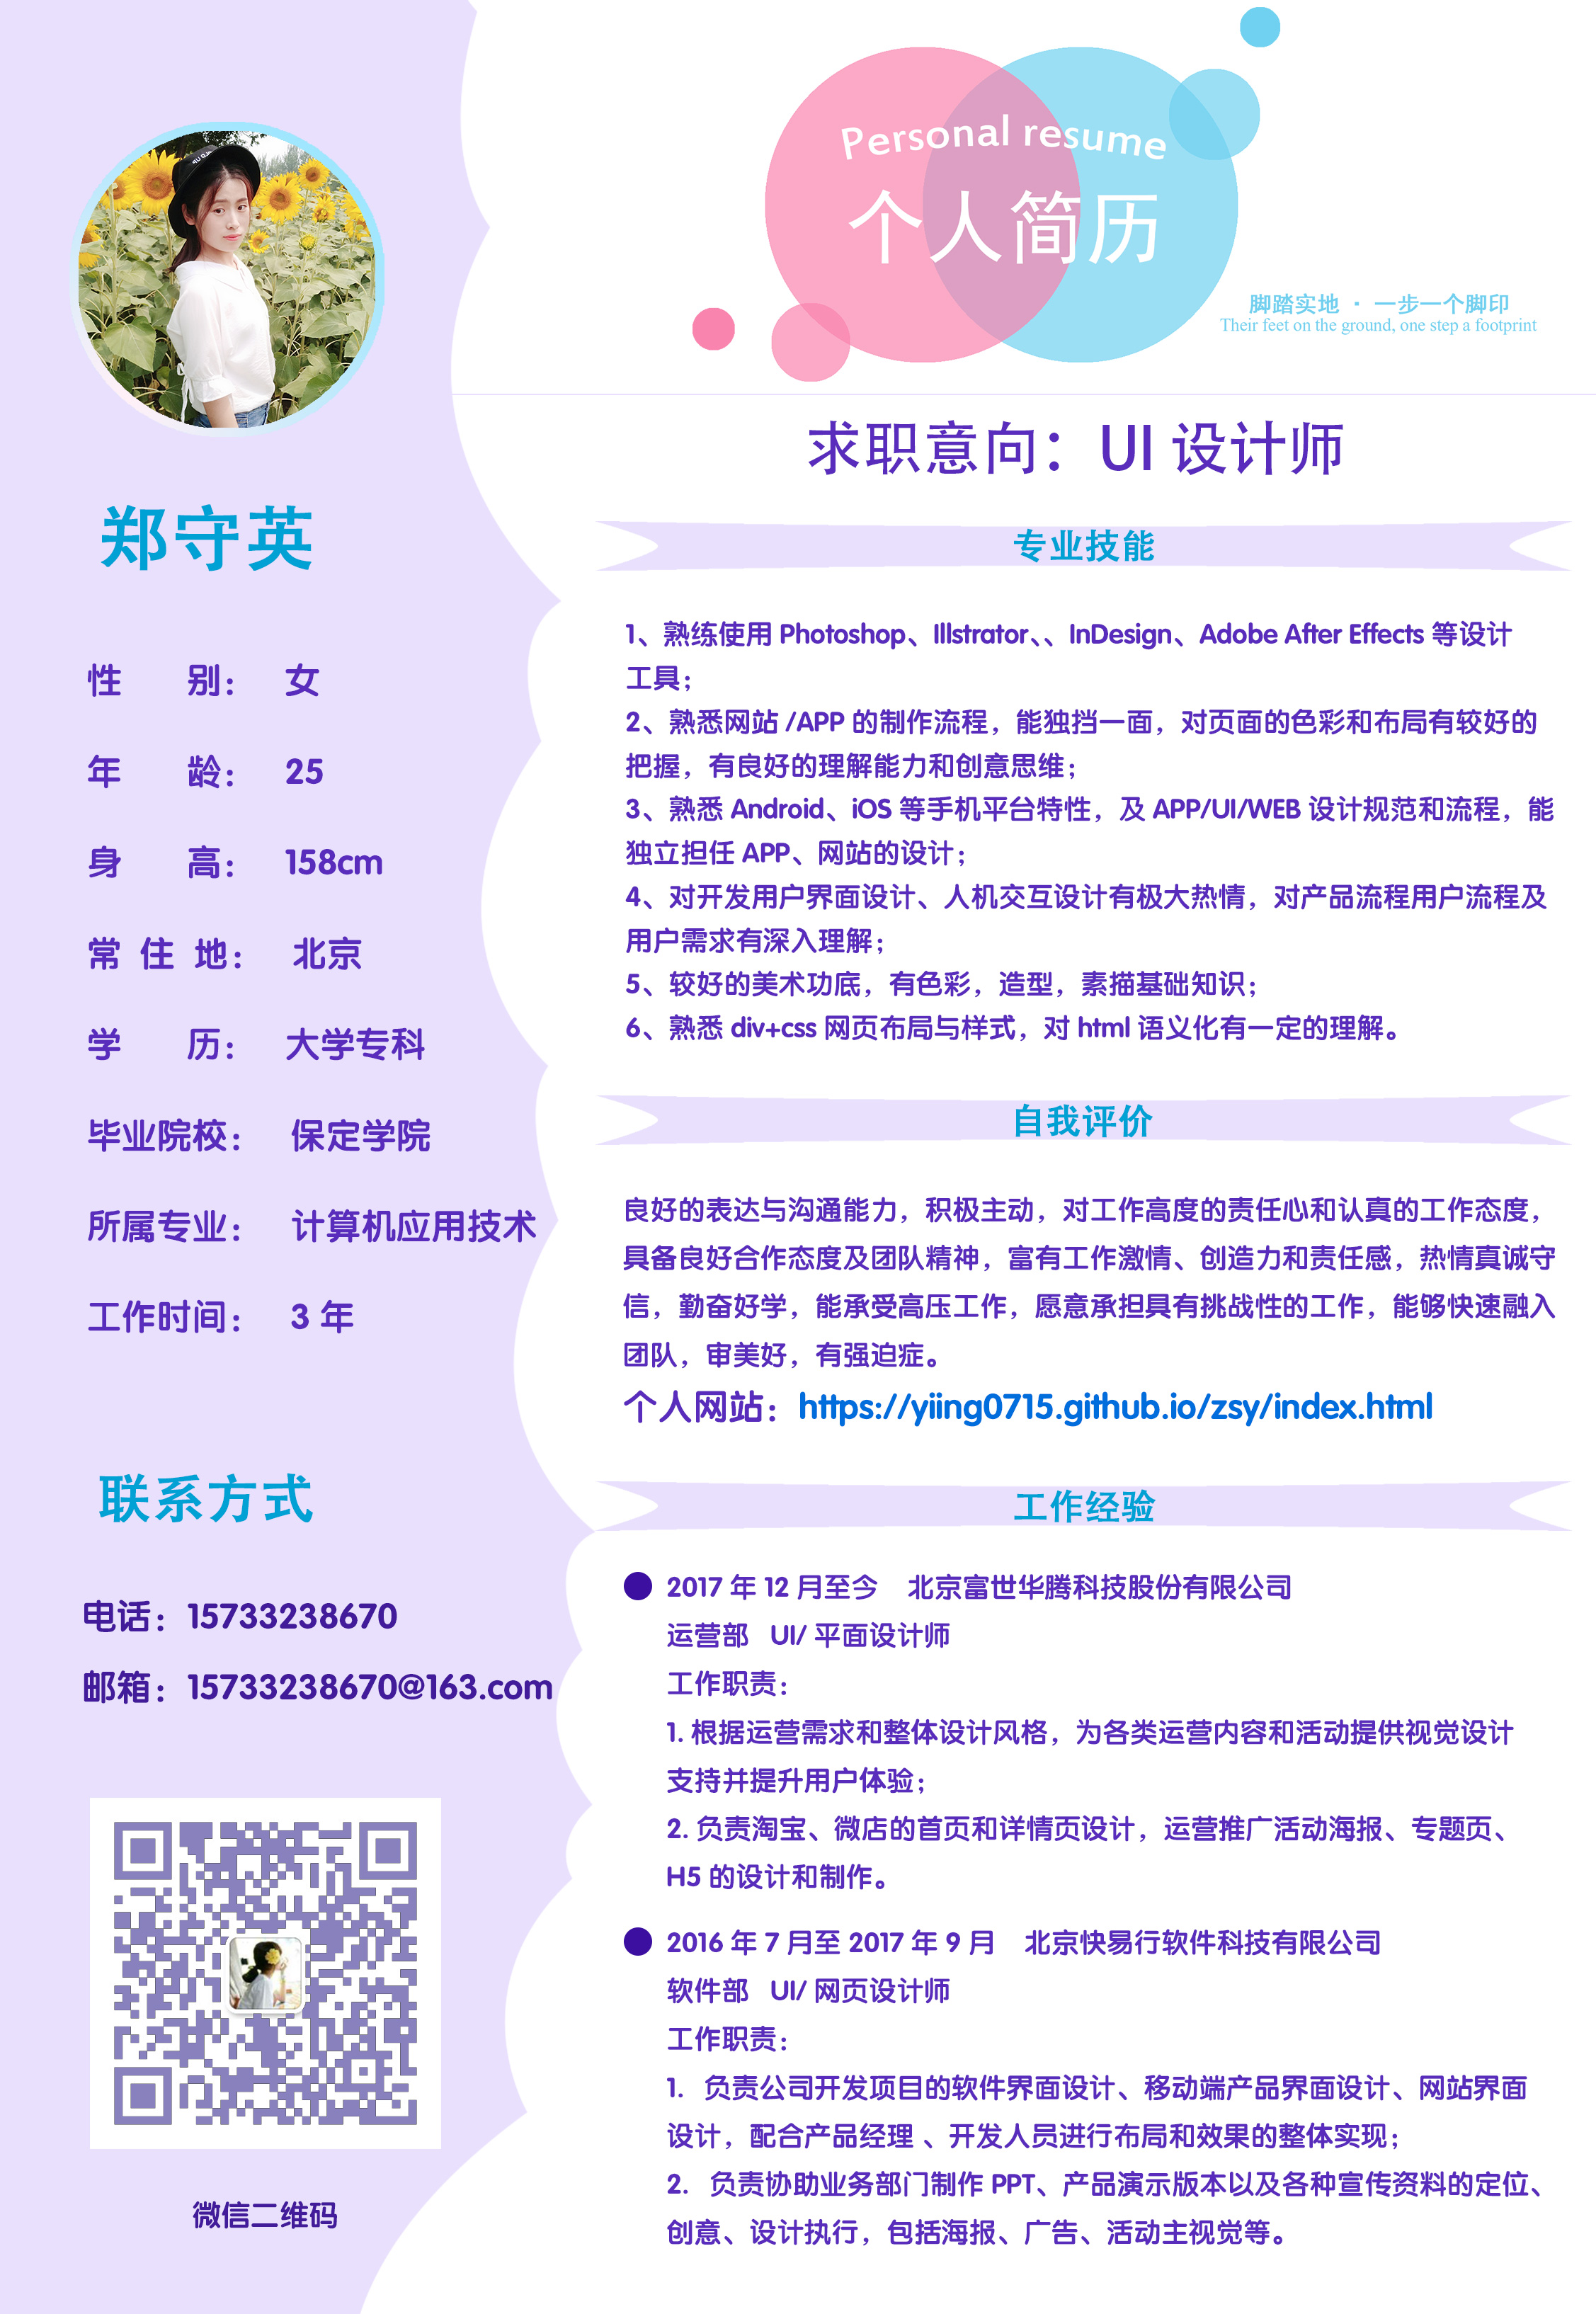 Personal resume
个人简历
脚踏实地 · 一步一个脚印
Their feet on the ground, one step a footprint
郑守英
性 别： 女
年 龄： 25
身 高： 158cm
常 住 地： 北京
学 历： 大学专科
毕业院校： 保定学院
所属专业： 计算机应用技术
工作时间： 3 年
联系方式
电话：15733238670
邮箱：15733238670@163.com
微信二维码
求职意向：UI 设计师
专业技能
1、熟练使用 Photoshop、Illstrator、、InDesign、Adobe After Effects 等设计
工具；
2、熟悉网站 /APP 的制作流程，能独挡一面，对页面的色彩和布局有较好的
把握，有良好的理解能力和创意思维；
3、熟悉 Android、iOS 等手机平台特性，及 APP/UI/WEB 设计规范和流程，能
独立担任 APP、网站的设计；
4、对开发用户界面设计、人机交互设计有极大热情，对产品流程用户流程及
用户需求有深入理解；
5、较好的美术功底，有色彩，造型，素描基础知识；
6、熟悉 div+css 网页布局与样式，对 html 语义化有一定的理解。
自我评价
良好的表达与沟通能力，积极主动，对工作高度的责任心和认真的工作态度，
具备良好合作态度及团队精神，富有工作激情、创造力和责任感，热情真诚守
信，勤奋好学，能承受高压工作，愿意承担具有挑战性的工作，能够快速融入
团队，审美好，有强迫症。
个人网站：https://yiing0715.github.io/zsy/index.html
工作经验
2017 年 12 月至今 北京富世华腾科技股份有限公司
运营部 UI/ 平面设计师
工作职责：
1. 根据运营需求和整体设计风格，为各类运营内容和活动提供视觉设计
支持并提升用户体验；
2. 负责淘宝、微店的首页和详情页设计，运营推广活动海报、专题页、
H5 的设计和制作。
2016 年 7 月至 2017 年 9 月 北京快易行软件科技有限公司
软件部 UI/ 网页设计师
工作职责：
1. 负责公司开发项目的软件界面设计、移动端产品界面设计、网站界面
设计，配合产品经理 、开发人员进行布局和效果的整体实现；
2. 负责协助业务部门制作 PPT、产品演示版本以及各种宣传资料的定位、
创意、设计执行，包括海报、广告、活动主视觉等。